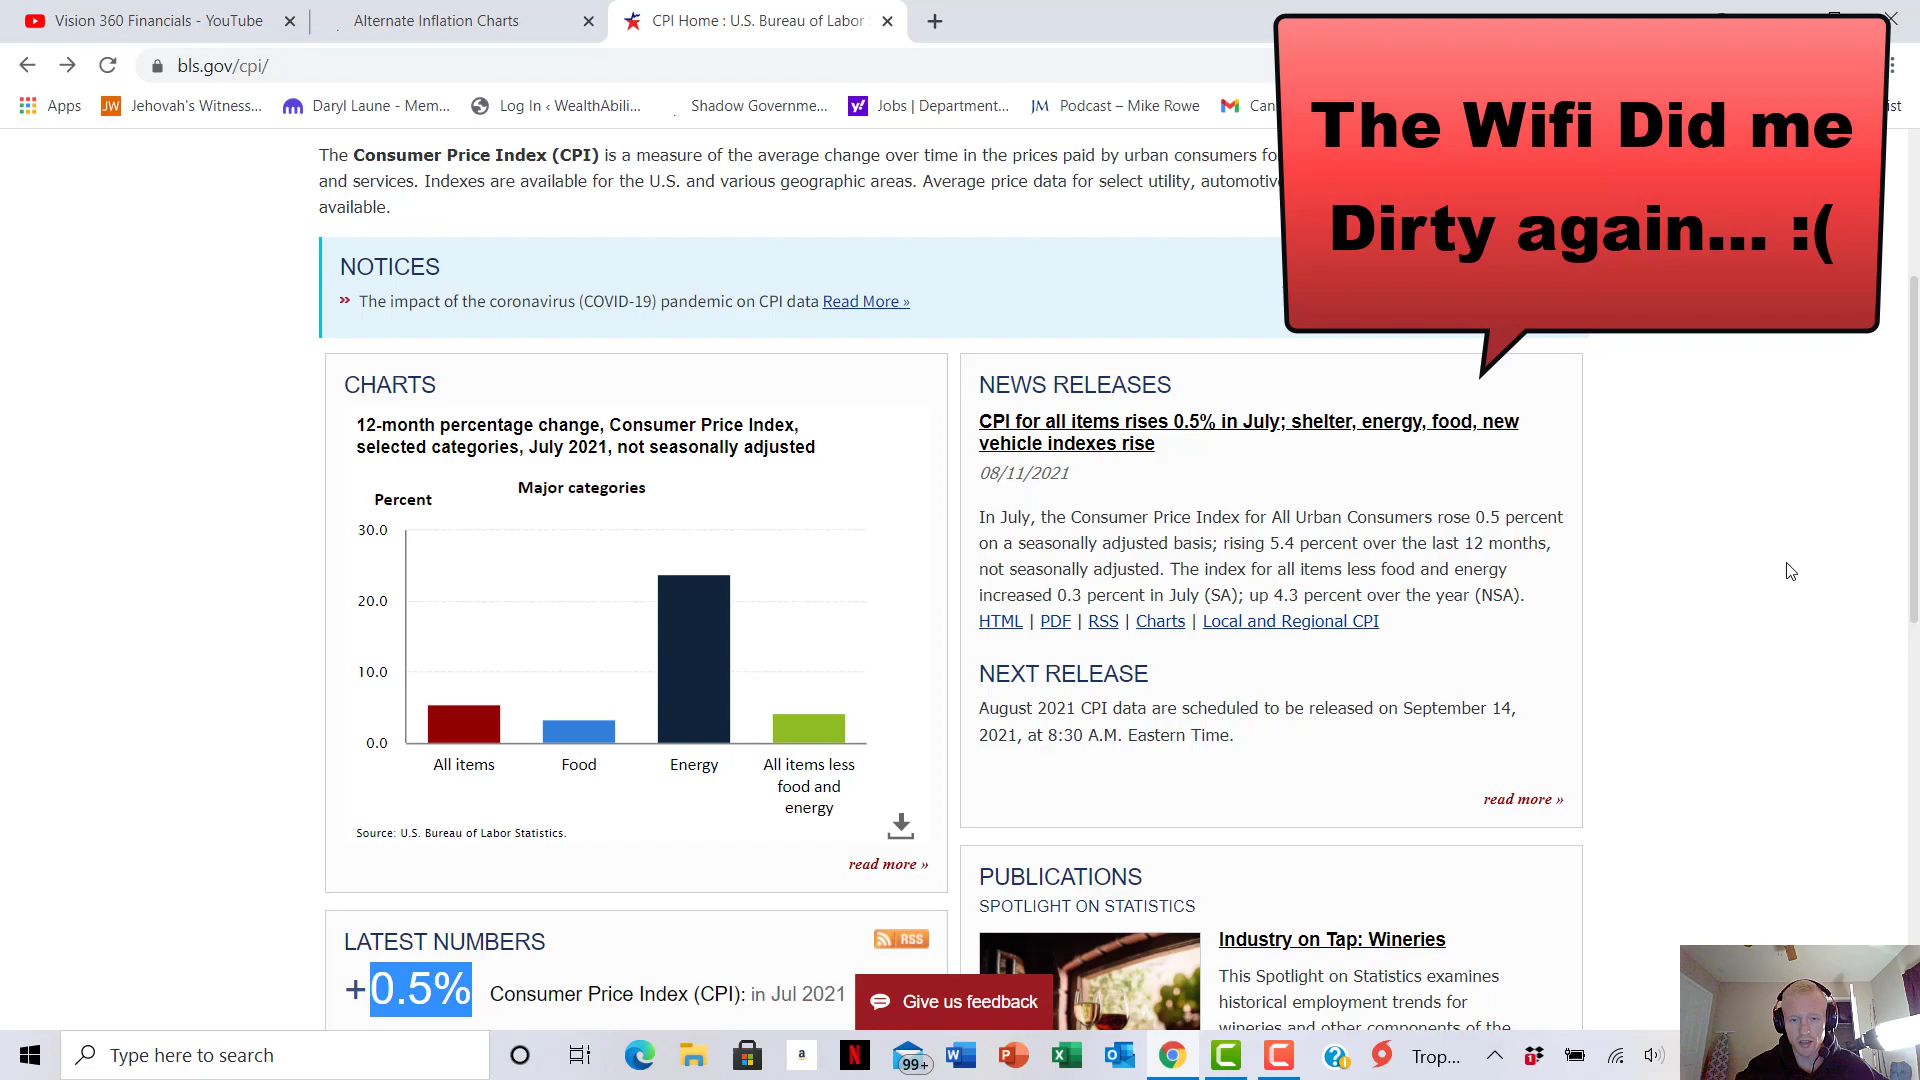 Vision 360 Financials - YouTube
Alternate Inflation Charts
CPI Home : U.S. Bureau of Labor
bls.gov/cpi/
Apps
JW
Jehovah's Witness...
Daryl Laune - Mem...
Log In ‹ WealthAbili...
Shadow Governme...
Jobs | Department...
JM
Podcast – Mike Rowe
Can
ist
The Wifi Did me
Dirty again... :(
The Consumer Price Index (CPI) is a measure of the average change over time in the prices paid by urban consumers fo
and services. Indexes are available for the U.S. and various geographic areas. Average price data for select utility, automotive
available.
NOTICES
» The impact of the coronavirus (COVID-19) pandemic on CPI data Read More »
CHARTS
12-month percentage change, Consumer Price Index,
selected categories, July 2021, not seasonally adjusted
Major categories
Percent
30.0
20.0
10.0
0.0
All items
Food
Energy
All items less
food and
energy
Source: U.S. Bureau of Labor Statistics.
read more »
LATEST NUMBERS
RSS
+0.5%
Consumer Price Index (CPI): in Jul 2021
Give us feedback
NEWS RELEASES
CPI for all items rises 0.5% in July; shelter, energy, food, new
vehicle indexes rise
08/11/2021
In July, the Consumer Price Index for All Urban Consumers rose 0.5 percent
on a seasonally adjusted basis; rising 5.4 percent over the last 12 months,
not seasonally adjusted. The index for all items less food and energy
increased 0.3 percent in July (SA); up 4.3 percent over the year (NSA).
HTML | PDF | RSS | Charts | Local and Regional CPI
NEXT RELEASE
August 2021 CPI data are scheduled to be released on September 14,
2021, at 8:30 A.M. Eastern Time.
read more »
PUBLICATIONS
SPOTLIGHT ON STATISTICS
Industry on Tap: Wineries
This Spotlight on Statistics examines
historical employment trends for
wineries and other components of the
Type here to search
a
N
99+
Trop...
1